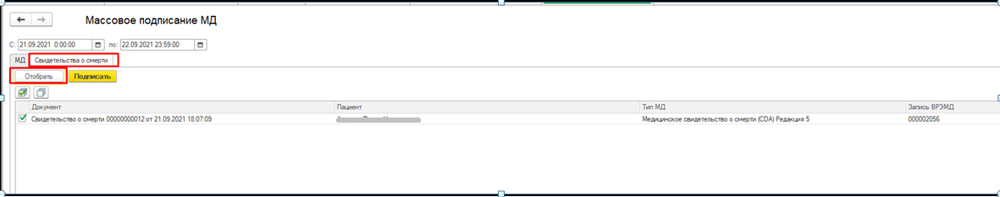 Массовое подписание МД
С: 21.09.2021 0:00:00 по: 22.09.2021 23:59:00
МД Свидетельства о смерти
Отобрать Подписать
Документ Пациент Тип МД Запись ВРЭМД
Свидетельство о смерти 00000000012 от 21.09.2021 18:07:09 Медицинское свидетельство о смерти (CDA) Редакция 5 000002056